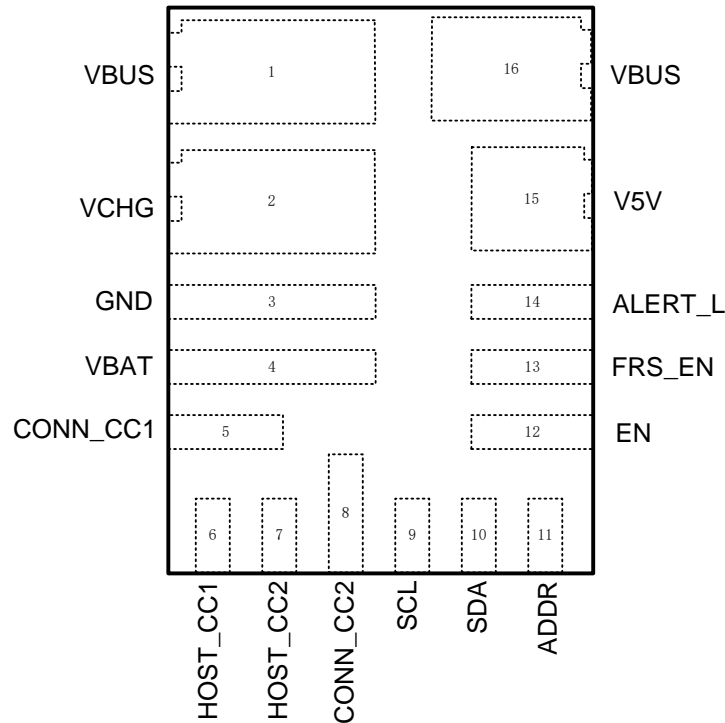 VBUS 1 16 VBUS
VCHG 2 15 V5V
GND 3 14 ALERT_L
VBAT 4 13 FRS_EN
CONN_CC1 5 12 EN
6 7 8 9 10 11
HOST_CC1
HOST_CC2
CONN_CC2
SCL
SDA
ADDR